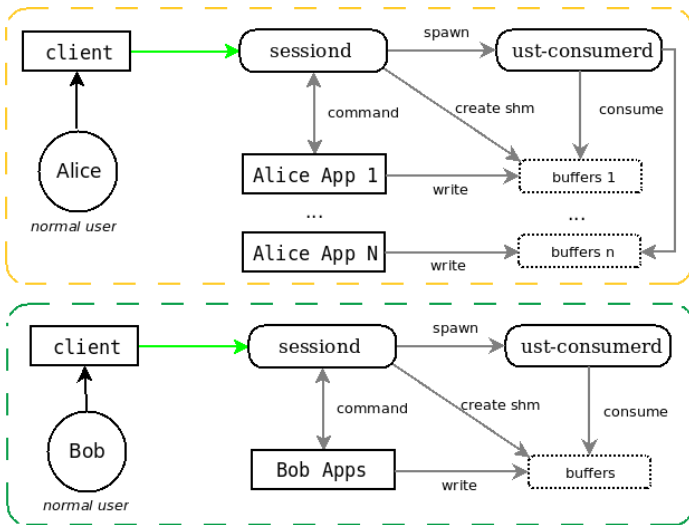 spawn
client
sessiond
ust-consumerd
command
create shm
consume
Alice
Alice App 1
write
buffers 1
normal user
...
...
Alice App N
write
buffers n
client
sessiond
spawn
ust-consumerd
command
create shm
consume
Bob
Bob Apps
write
buffers
normal user